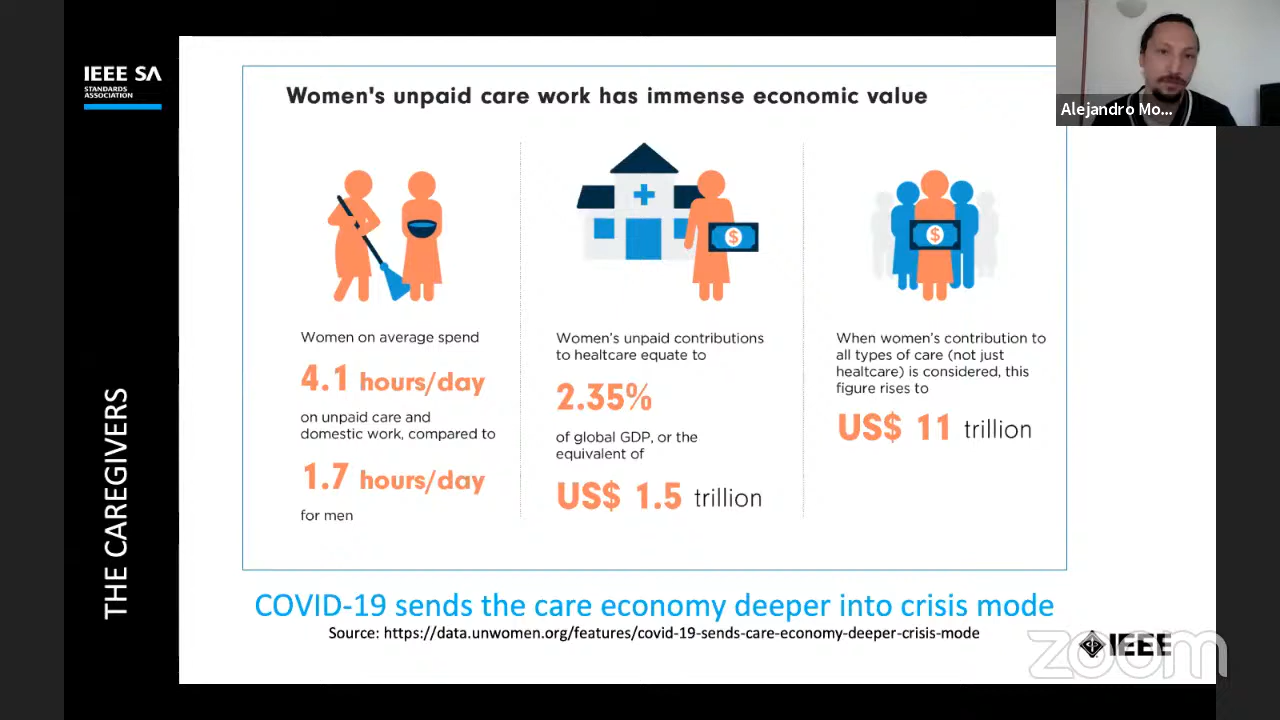 IEEE SA
STANDARDS
ASSOCIATION
THE CAREGIVERS
Women's unpaid care work has immense economic value
$
$
Women on average spend
4.1 hours/day
on unpaid care and
domestic work, compared to
1.7 hours/day
for men
Women's unpaid contributions
to healtcare equate to
2.35%
of global GDP, or the
equivalent of
US$ 1.5 trillion
When women's contribution to
all types of care (not just
healtcare) is considered, this
figure rises to
US$ 11 trillion
COVID-19 sends the care economy deeper into crisis mode
Source: https://data.unwomen.org/features/covid-19-sends-care-economy-deeper-crisis-mode
IEEE
zoom
Alejandro Mo...